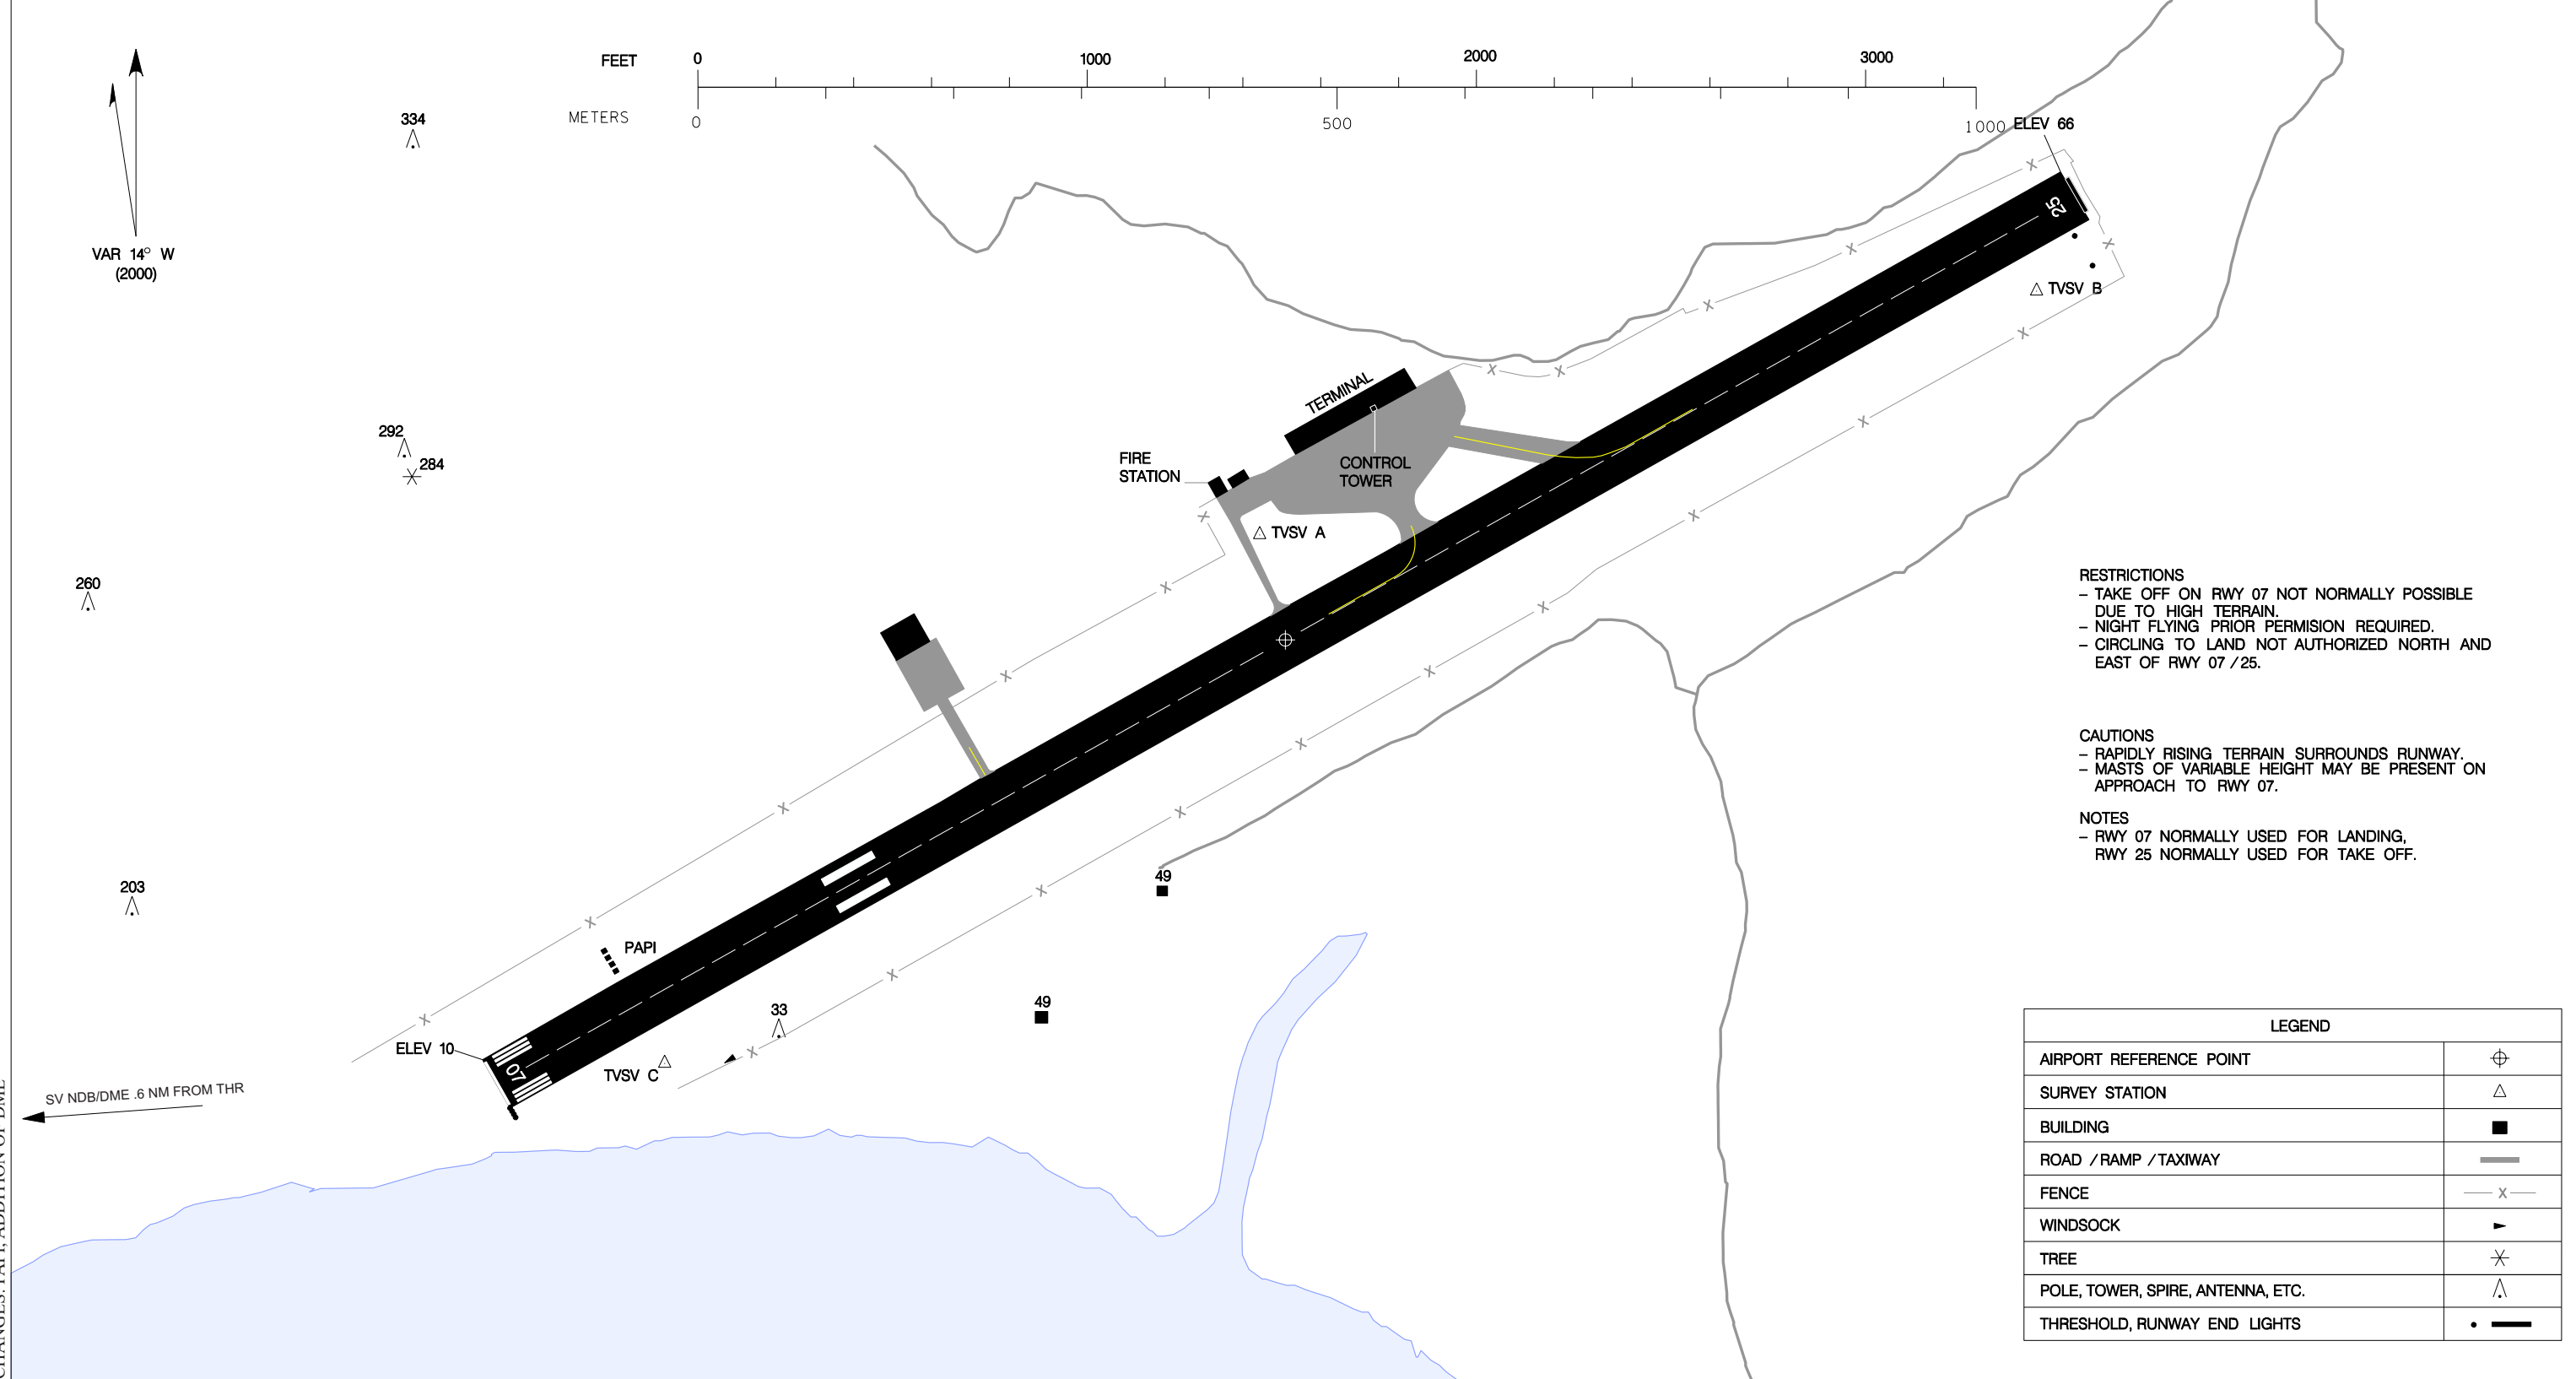 FEET 0 1000 2000 3000
METERS 0 500 1000
ELEV 66
VAR 14° W
(2000)
334
25
TVSV B
292
284
TERMINAL
FIRE
STATION
CONTROL
TOWER
TVSV A
260
203
PAPI
33
49
49
ELEV 10
07
TVSV C
SV NDB/DME .6 NM FROM THR
CHANGES: PAPI, ADDITION OF DME
RESTRICTIONS
– TAKE OFF ON RWY 07 NOT NORMALLY POSSIBLE
DUE TO HIGH TERRAIN.
– NIGHT FLYING PRIOR PERMISION REQUIRED.
– CIRCLING TO LAND NOT AUTHORIZED NORTH AND
EAST OF RWY 07 / 25.
CAUTIONS
– RAPIDLY RISING TERRAIN SURROUNDS RUNWAY.
– MASTS OF VARIABLE HEIGHT MAY BE PRESENT ON
APPROACH TO RWY 07.
NOTES
– RWY 07 NORMALLY USED FOR LANDING,
RWY 25 NORMALLY USED FOR TAKE OFF.
LEGEND
AIRPORT REFERENCE POINT
SURVEY STATION
BUILDING
ROAD / RAMP / TAXIWAY
FENCE
WINDSOCK
TREE
POLE, TOWER, SPIRE, ANTENNA, ETC.
THRESHOLD, RUNWAY END LIGHTS